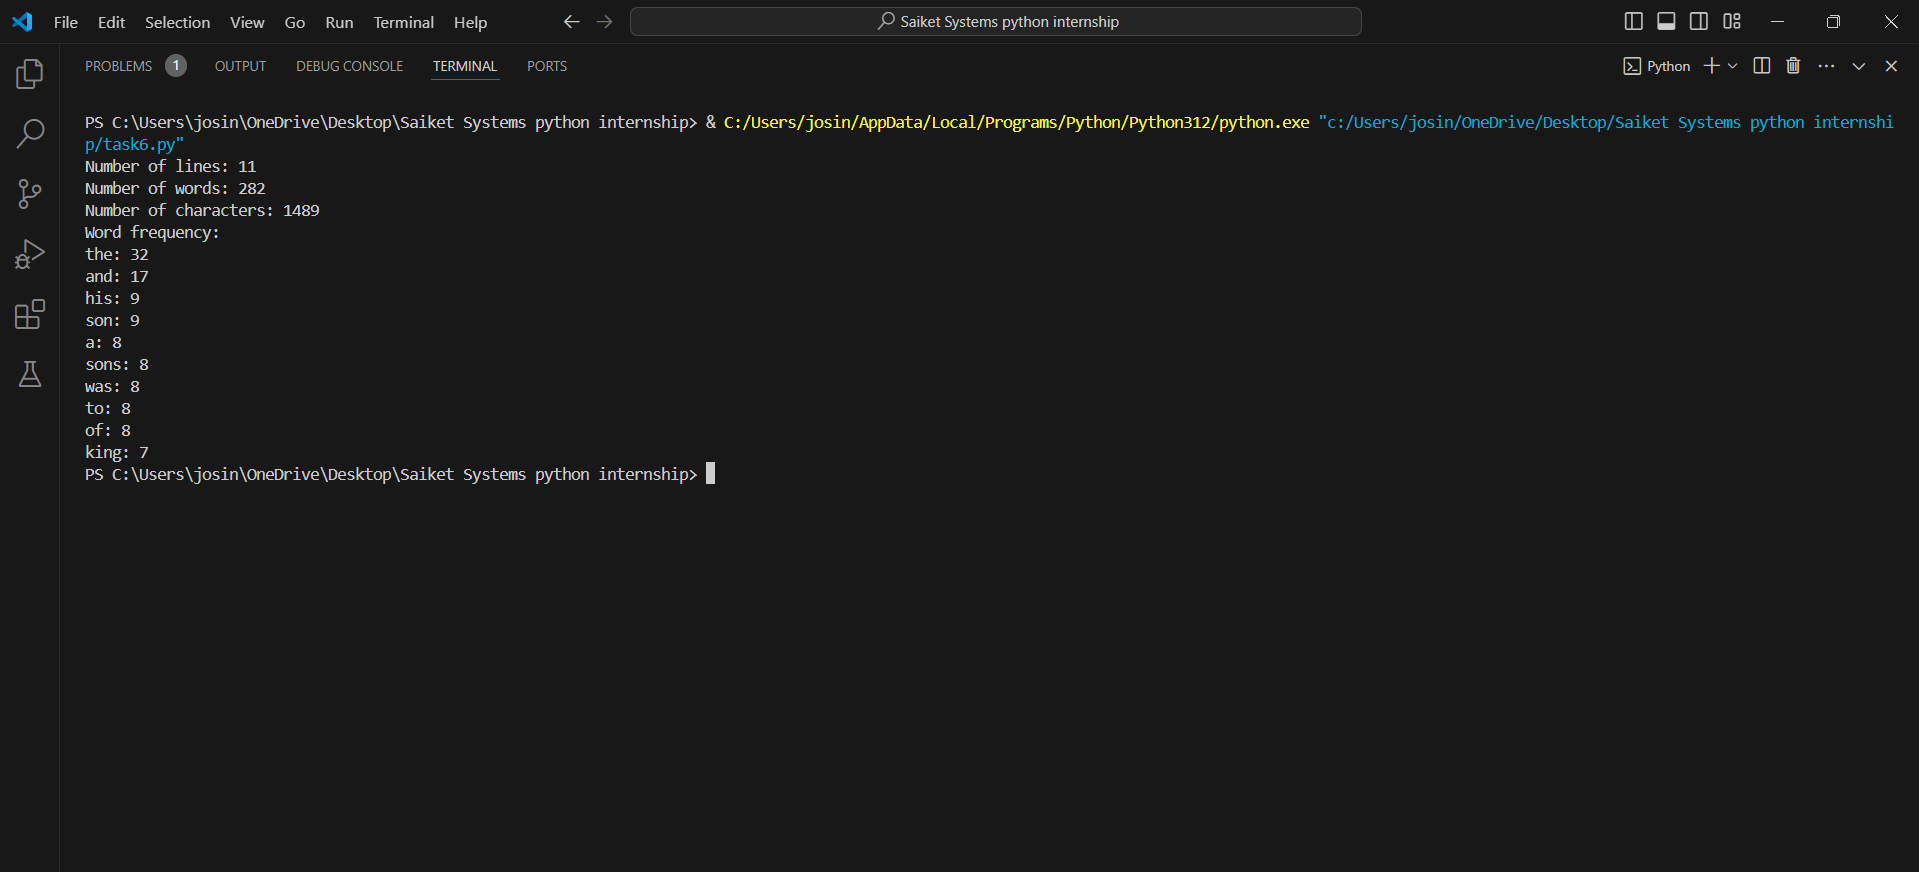 File Edit Selection View Go Run Terminal Help
Saiket Systems python internship
PROBLEMS 1 OUTPUT DEBUG CONSOLE TERMINAL PORTS
Python
PS C:\Users\josin\OneDrive\Desktop\Saiket Systems python internship> & C:/Users/josin/AppData/Local/Programs/Python/Python312/python.exe "c:/Users/josin/OneDrive/Desktop/Saiket Systems python internshi
p/task6.py"
Number of lines: 11
Number of words: 282
Number of characters: 1489
Word frequency:
the: 32
and: 17
his: 9
son: 9
a: 8
sons: 8
was: 8
to: 8
of: 8
king: 7
PS C:\Users\josin\OneDrive\Desktop\Saiket Systems python internship>